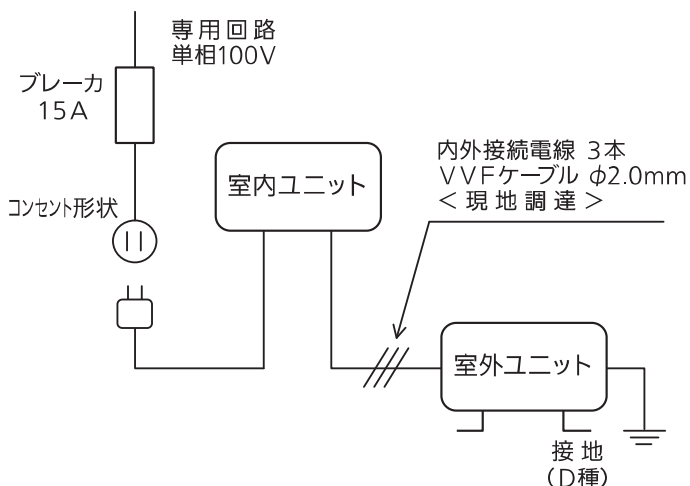 専用回路
単相100V
ブレーカ
15A
コンセント形状
室内ユニット
内外接続電線 3本
VVFケーブル φ2.0mm
<現地調達>
室外ユニット
接地
(D種)